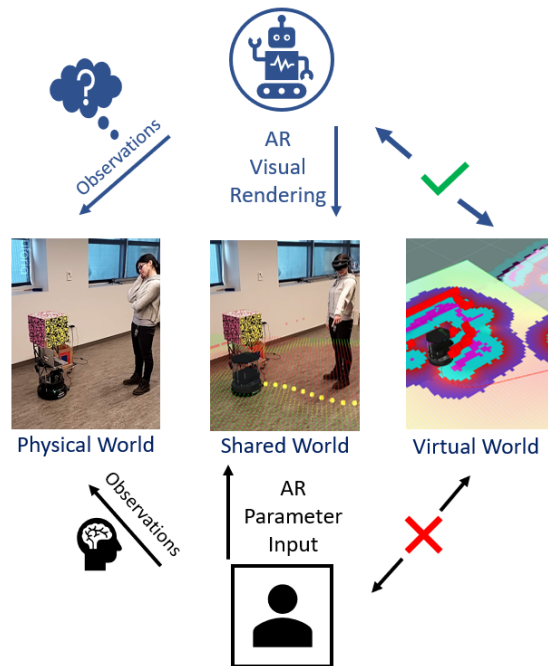 ?
Observations
AR
Visual
Rendering
Physical World
Shared World
Virtual World
Observations
AR
Parameter
Input